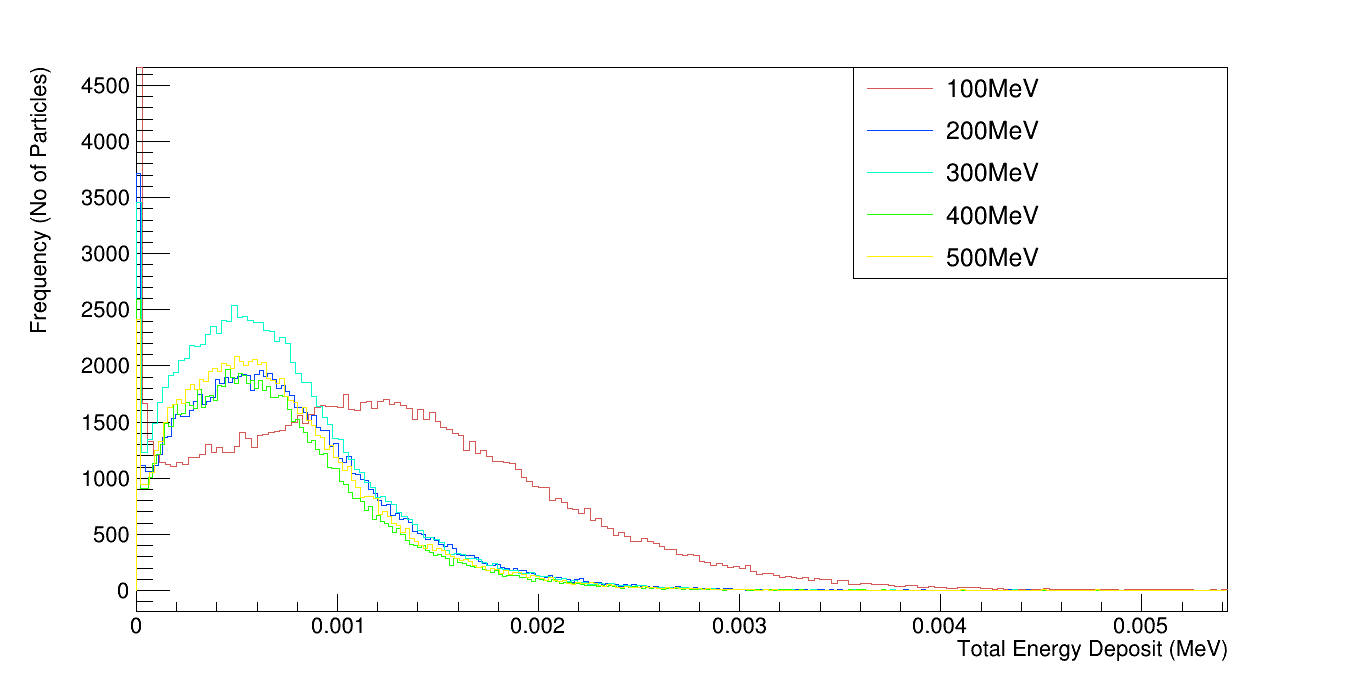 Frequency (No of Particles)
4500
4000
3500
3000
2500
2000
1500
1000
500
0
100MeV
200MeV
300MeV
400MeV
500MeV
0 0.001 0.002 0.003 0.004 0.005
Total Energy Deposit (MeV)